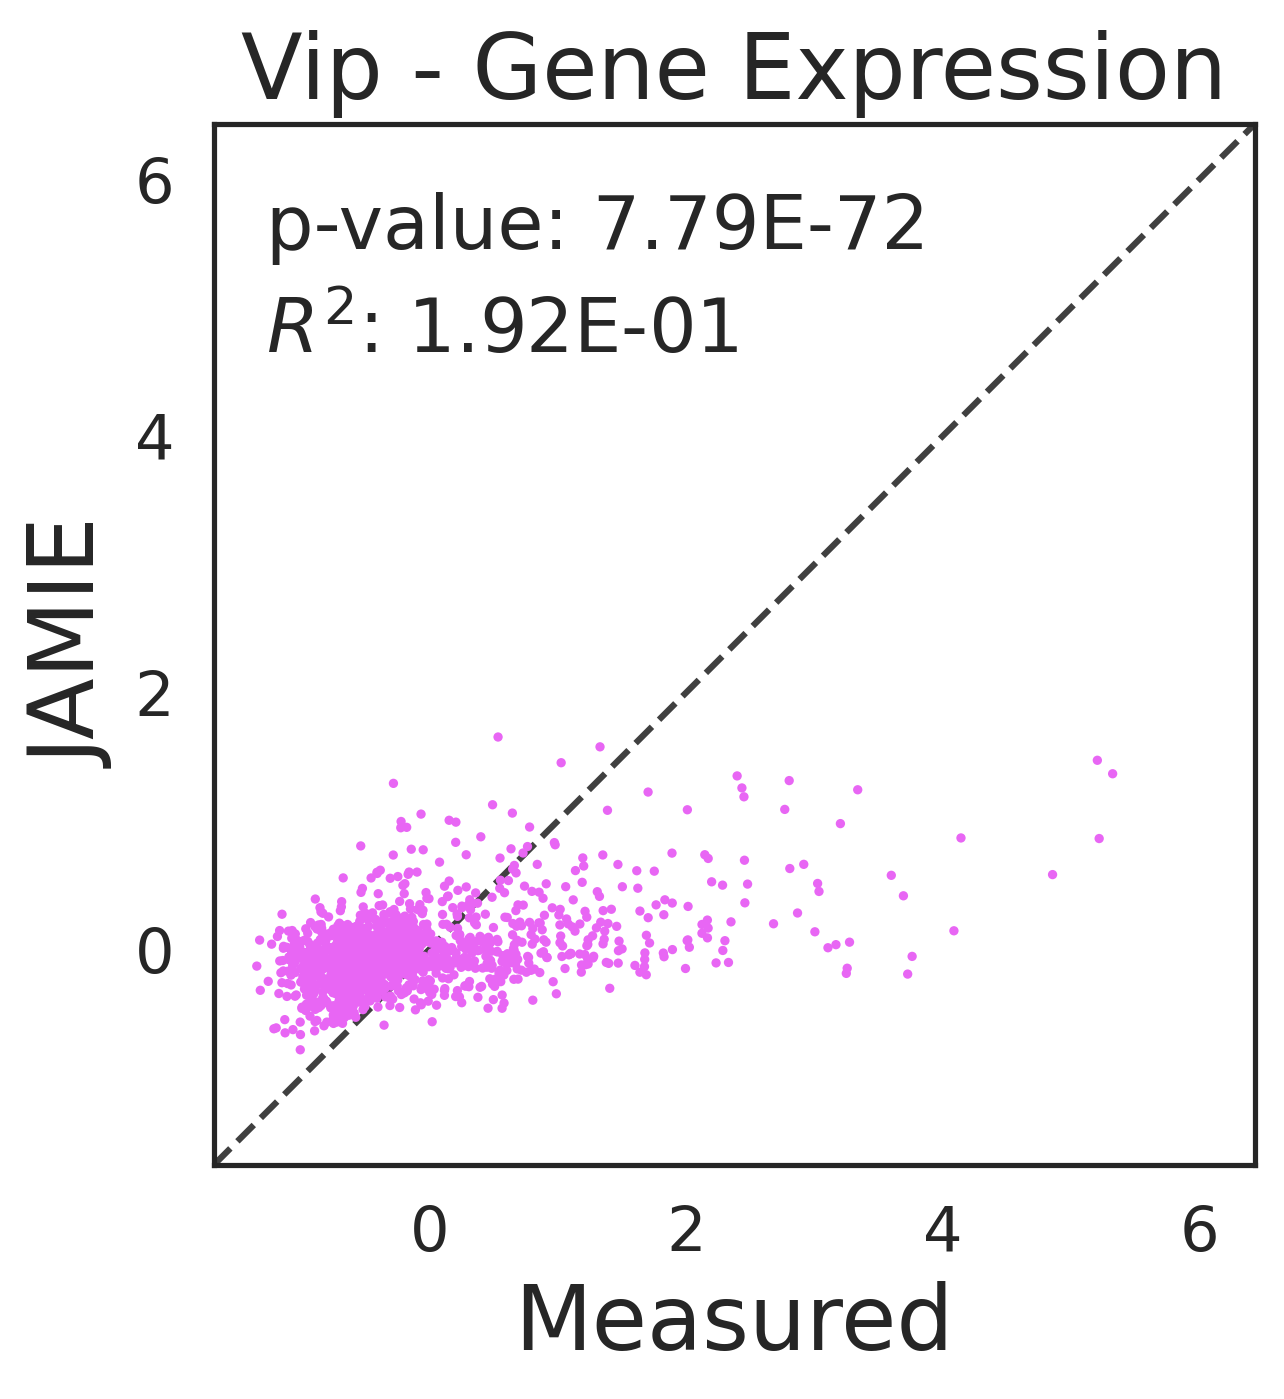 Vip - Gene Expression
p-value: 7.79E-72
R²: 1.92E-01
6
4
2
0
JAMIE
0 2 4 6
Measured